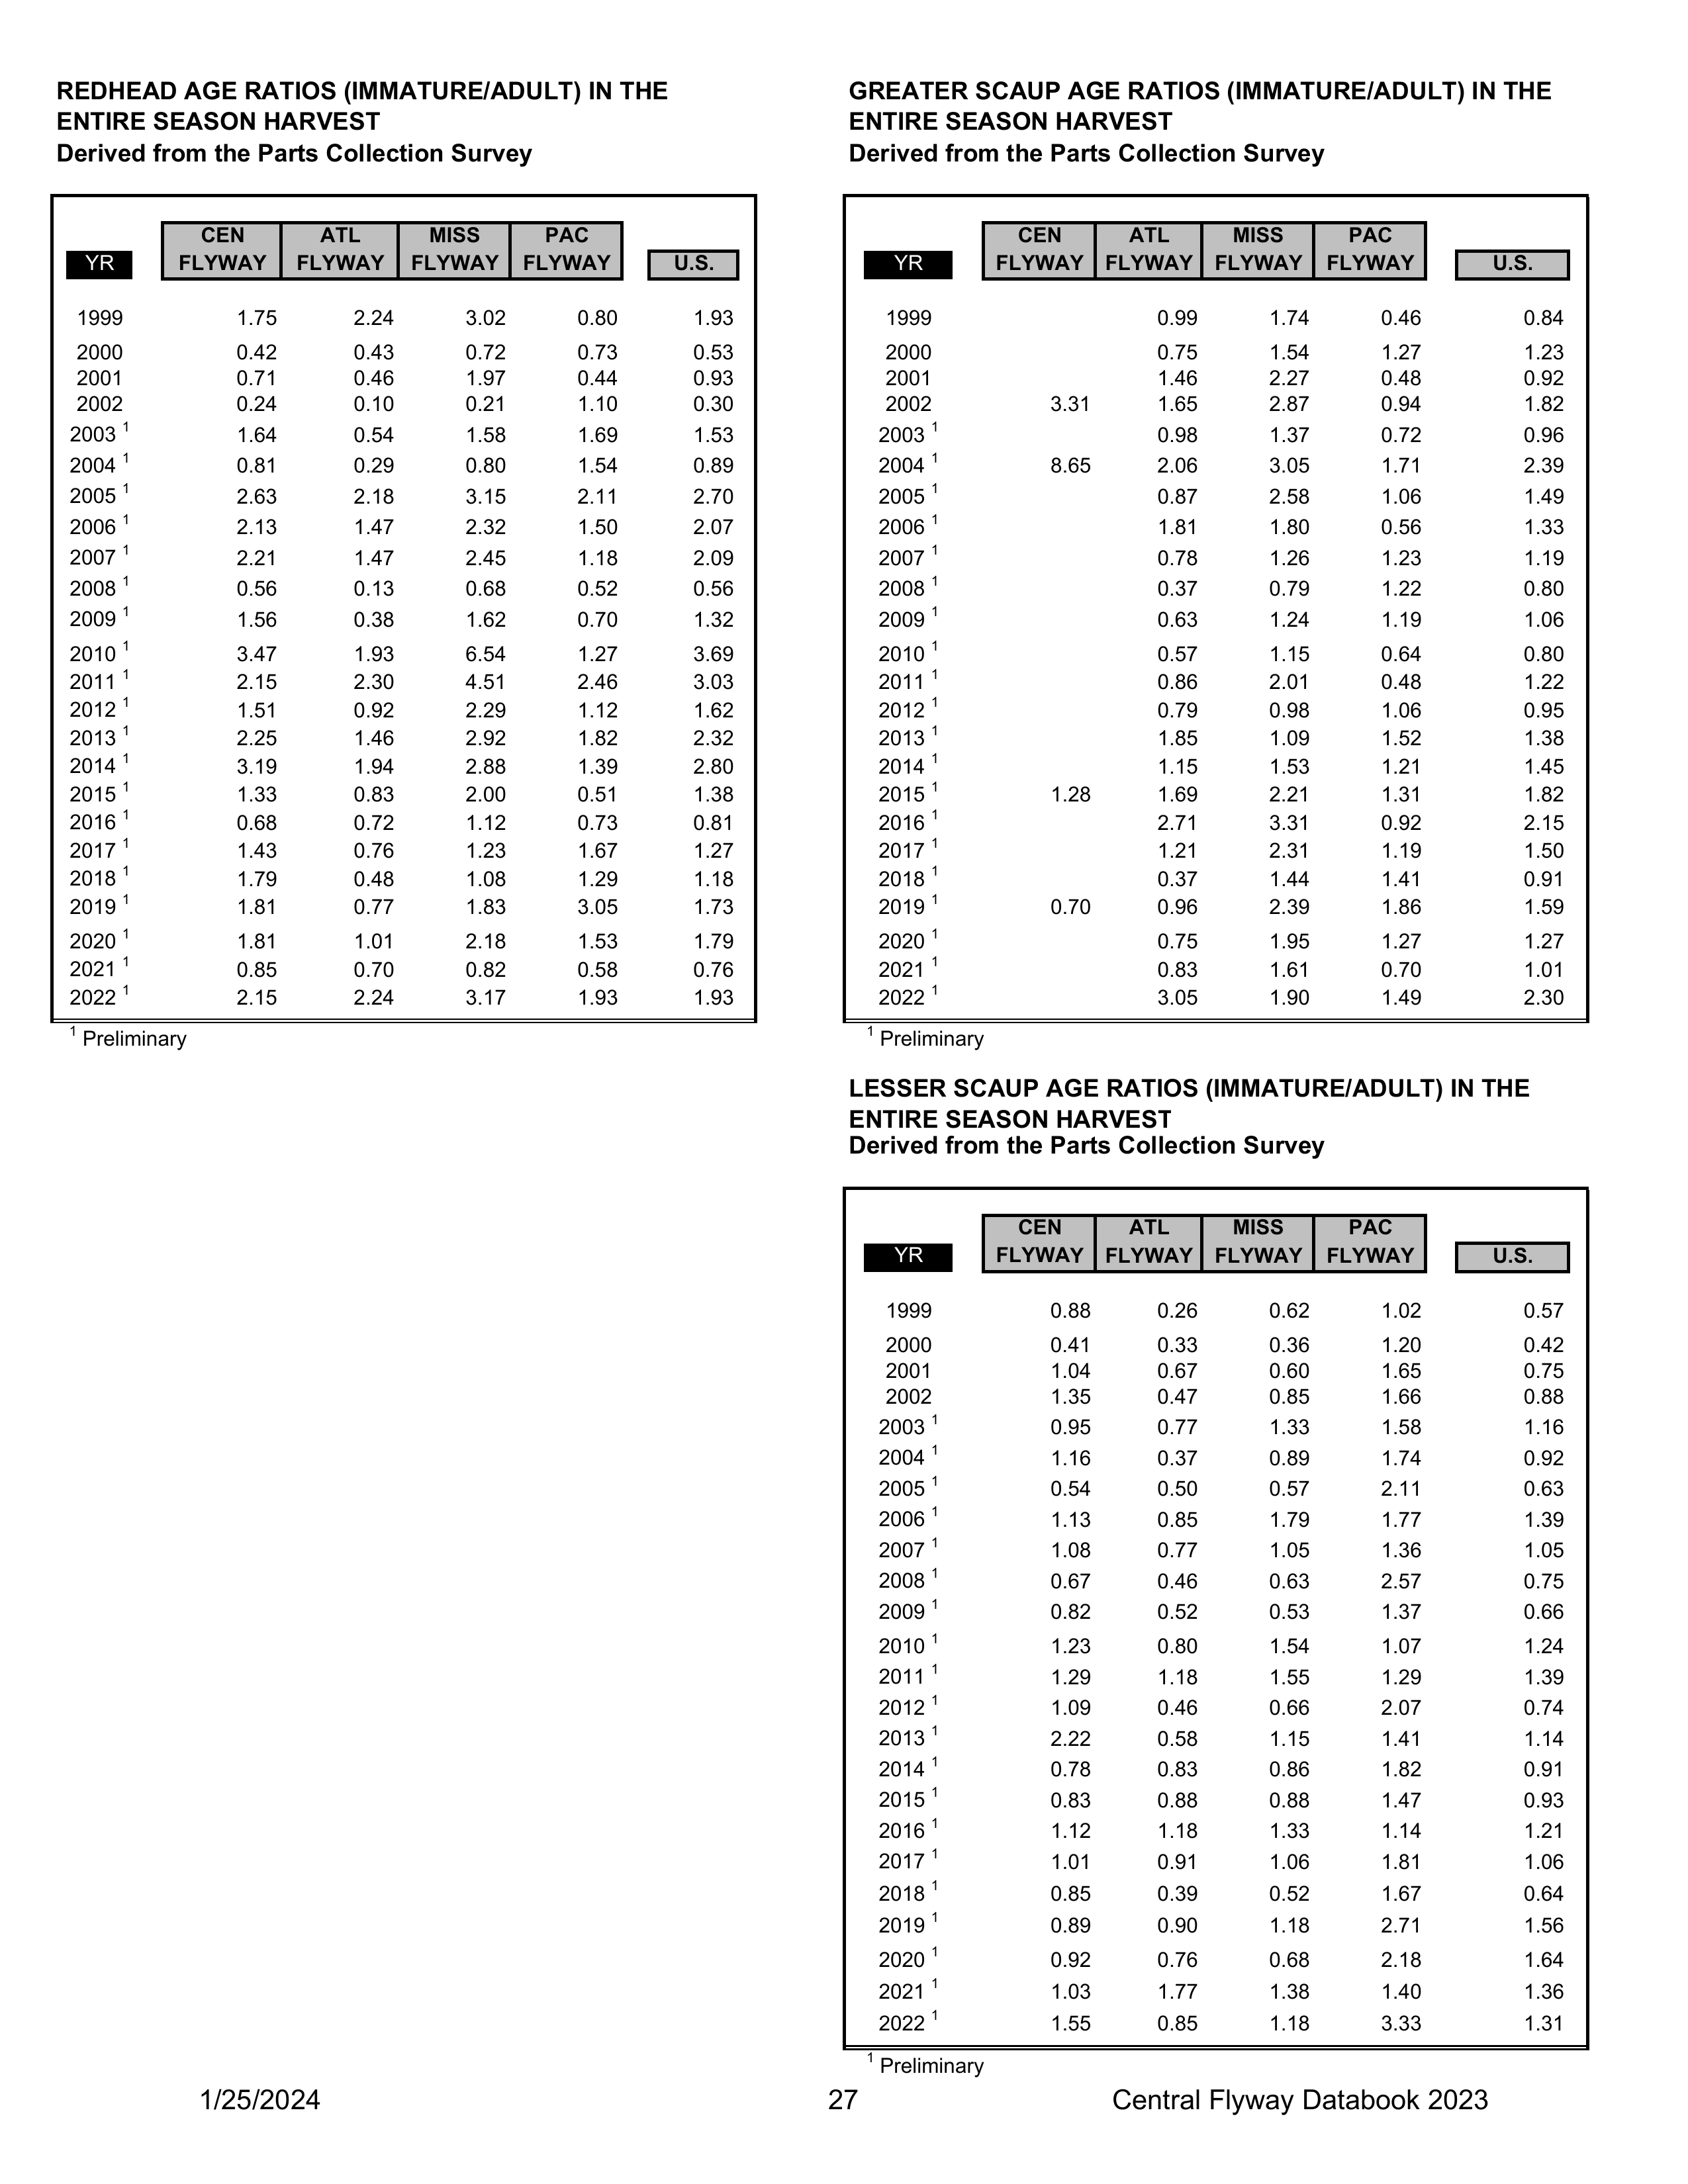 REDHEAD AGE RATIOS (IMMATURE/ADULT) IN THE
ENTIRE SEASON HARVEST
Derived from the Parts Collection Survey
CEN ATL MISS PAC
YR FLYWAY FLYWAY FLYWAY FLYWAY U.S.
1999 1.75 2.24 3.02 0.80 1.93
2000 0.42 0.43 0.72 0.73 0.53
2001 0.71 0.46 1.97 0.44 0.93
2002 0.24 0.10 0.21 1.10 0.30
2003 1 1.64 0.54 1.58 1.69 1.53
2004 1 0.81 0.29 0.80 1.54 0.89
2005 1 2.63 2.18 3.15 2.11 2.70
2006 1 2.13 1.47 2.32 1.50 2.07
2007 1 2.21 1.47 2.45 1.18 2.09
2008 1 0.56 0.13 0.68 0.52 0.56
2009 1 1.56 0.38 1.62 0.70 1.32
2010 1 3.47 1.93 6.54 1.27 3.69
2011 1 2.15 2.30 4.51 2.46 3.03
2012 1 1.51 0.92 2.29 1.12 1.62
2013 1 2.25 1.46 2.92 1.82 2.32
2014 1 3.19 1.94 2.88 1.39 2.80
2015 1 1.33 0.83 2.00 0.51 1.38
2016 1 0.68 0.72 1.12 0.73 0.81
2017 1 1.43 0.76 1.23 1.67 1.27
2018 1 1.79 0.48 1.08 1.29 1.18
2019 1 1.81 0.77 1.83 3.05 1.73
2020 1 1.81 1.01 2.18 1.53 1.79
2021 1 0.85 0.70 0.82 0.58 0.76
2022 1 2.15 2.24 3.17 1.93 1.93
1 Preliminary
GREATER SCAUP AGE RATIOS (IMMATURE/ADULT) IN THE
ENTIRE SEASON HARVEST
Derived from the Parts Collection Survey
CEN ATL MISS PAC
YR FLYWAY FLYWAY FLYWAY FLYWAY U.S.
1999 0.99 1.74 0.46 0.84
2000 0.75 1.54 1.27 1.23
2001 1.46 2.27 0.48 0.92
2002 3.31 1.65 2.87 0.94 1.82
2003 1 0.98 1.37 0.72 0.96
2004 1 8.65 2.06 3.05 1.71 2.39
2005 1 0.87 2.58 1.06 1.49
2006 1 1.81 1.80 0.56 1.33
2007 1 0.78 1.26 1.23 1.19
2008 1 0.37 0.79 1.22 0.80
2009 1 0.63 1.24 1.19 1.06
2010 1 0.57 1.15 0.64 0.80
2011 1 0.86 2.01 0.48 1.22
2012 1 0.79 0.98 1.06 0.95
2013 1 1.85 1.09 1.52 1.38
2014 1 1.15 1.53 1.21 1.45
2015 1 1.28 1.69 2.21 1.31 1.82
2016 1 2.71 3.31 0.92 2.15
2017 1 1.21 2.31 1.19 1.50
2018 1 0.37 1.44 1.41 0.91
2019 1 0.70 0.96 2.39 1.86 1.59
2020 1 0.75 1.95 1.27 1.27
2021 1 0.83 1.61 0.70 1.01
2022 1 3.05 1.90 1.49 2.30
1 Preliminary
LESSER SCAUP AGE RATIOS (IMMATURE/ADULT) IN THE
ENTIRE SEASON HARVEST
Derived from the Parts Collection Survey
CEN ATL MISS PAC
YR FLYWAY FLYWAY FLYWAY FLYWAY U.S.
1999 0.88 0.26 0.62 1.02 0.57
2000 0.41 0.33 0.36 1.20 0.42
2001 1.04 0.67 0.60 1.65 0.75
2002 1.35 0.47 0.85 1.66 0.88
2003 1 0.95 0.77 1.33 1.58 1.16
2004 1 1.16 0.37 0.89 1.74 0.92
2005 1 0.54 0.50 0.57 2.11 0.63
2006 1 1.13 0.85 1.79 1.77 1.39
2007 1 1.08 0.77 1.05 1.36 1.05
2008 1 0.67 0.46 0.63 2.57 0.75
2009 1 0.82 0.52 0.53 1.37 0.66
2010 1 1.23 0.80 1.54 1.07 1.24
2011 1 1.29 1.18 1.55 1.29 1.39
2012 1 1.09 0.46 0.66 2.07 0.74
2013 1 2.22 0.58 1.15 1.41 1.14
2014 1 0.78 0.83 0.86 1.82 0.91
2015 1 0.83 0.88 0.88 1.47 0.93
2016 1 1.12 1.18 1.33 1.14 1.21
2017 1 1.01 0.91 1.06 1.81 1.06
2018 1 0.85 0.39 0.52 1.67 0.64
2019 1 0.89 0.90 1.18 2.71 1.56
2020 1 0.92 0.76 0.68 2.18 1.64
2021 1 1.03 1.77 1.38 1.40 1.36
2022 1 1.55 0.85 1.18 3.33 1.31
1 Preliminary
1/25/2024 27 Central Flyway Databook 2023